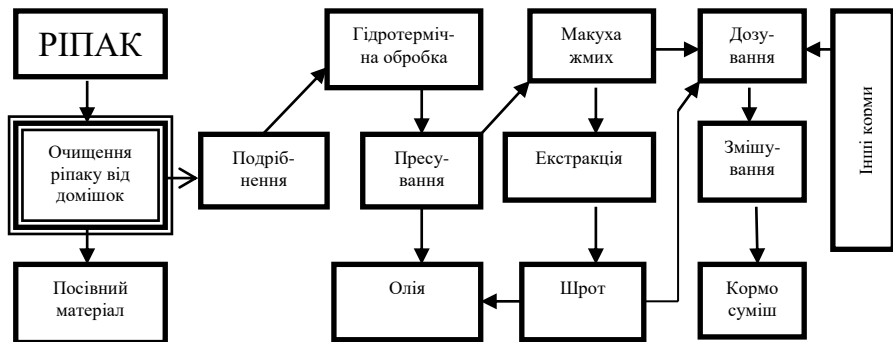 РІПАК
Очищення
ріпаку від
домішок
Посівний
матеріал
Подріб-
нення
Гідротерміч-
на обробка
Пресу-
вання
Олія
Макуха
жмих
Екстракція
Шрот
Дозу-
вання
Змішу-
вання
Кормо
суміш
Інші корми